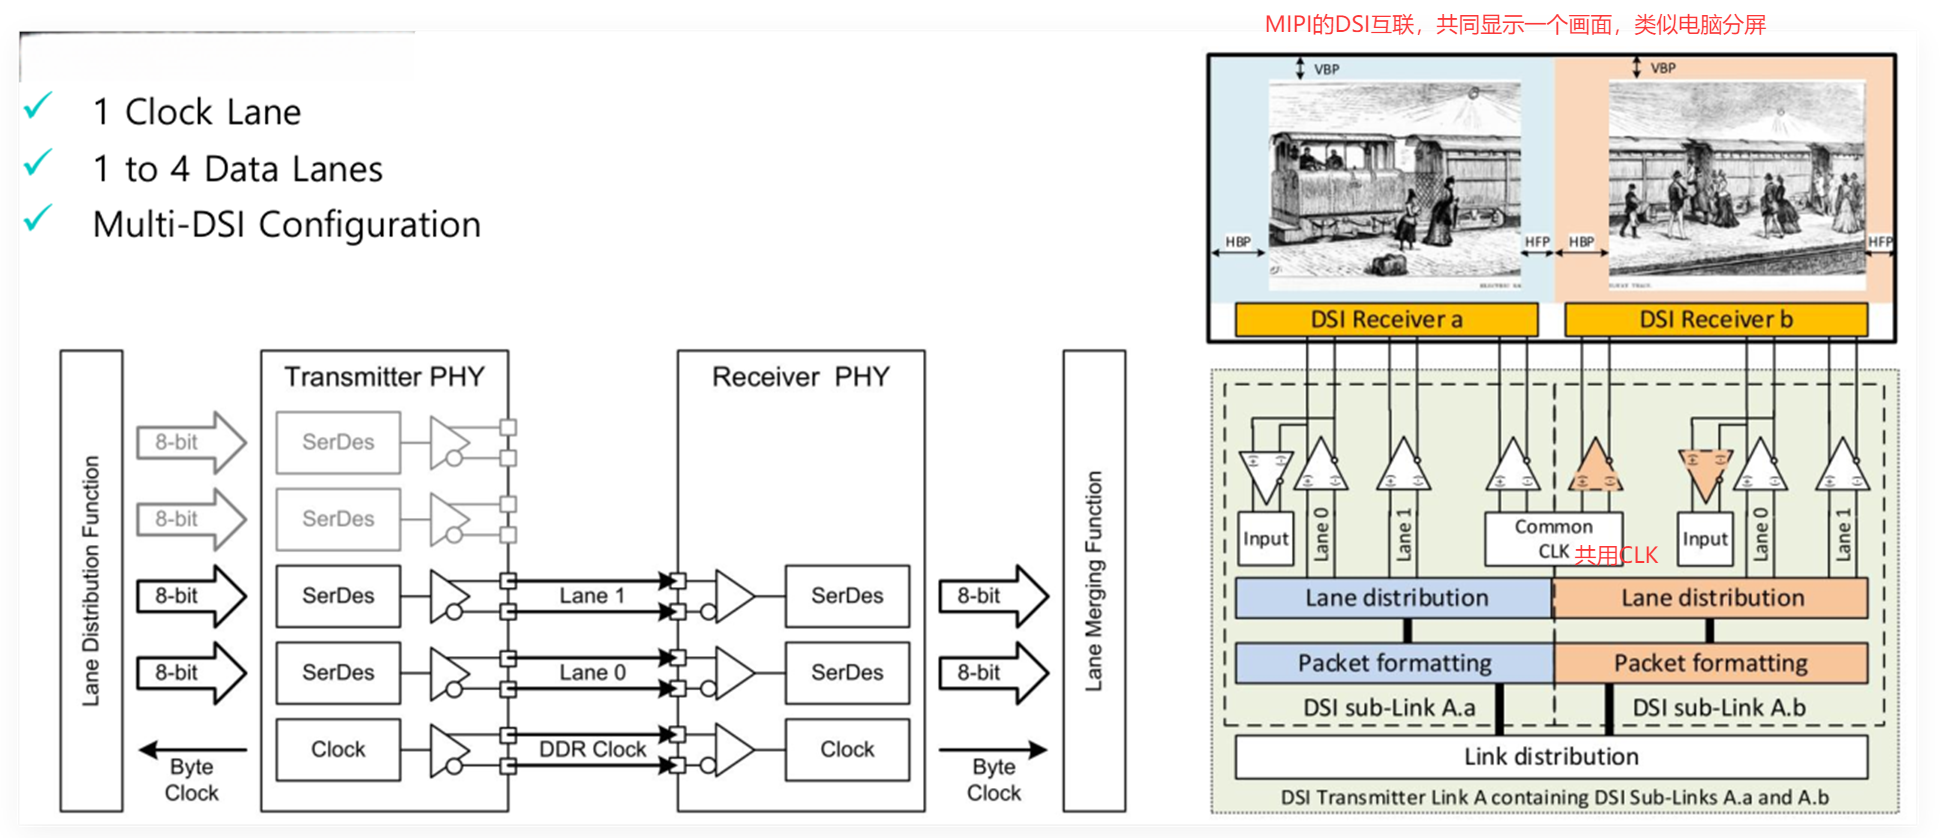 MIPI的DSI互联，共同显示一个画面，类似电脑分屏
1 Clock Lane
1 to 4 Data Lanes
Multi-DSI Configuration
Lane Distribution Function
8-bit
8-bit
8-bit
8-bit
Byte
Clock
Transmitter PHY
SerDes
SerDes
SerDes
SerDes
Clock
Lane 1
Lane 0
DDR Clock
Receiver PHY
SerDes
SerDes
Clock
8-bit
8-bit
Byte
Clock
Lane Merging Function
VBP
VBP
HBP
HFP
HBP
HFP
DSI Receiver a
DSI Receiver b
(+)
(-)
(+)
(-)
(+)
(-)
(+)
(-)
(+)
(-)
(+)
(-)
(+)
(-)
(+)
(-)
Input
Lane 0
Lane 1
Common
CLK
共用CLK
Input
Lane 0
Lane 1
Lane distribution
Lane distribution
Packet formatting
Packet formatting
DSI sub-Link A.a
DSI sub-Link A.b
Link distribution
DSI Transmitter Link A containing DSI Sub-Links A.a and A.b